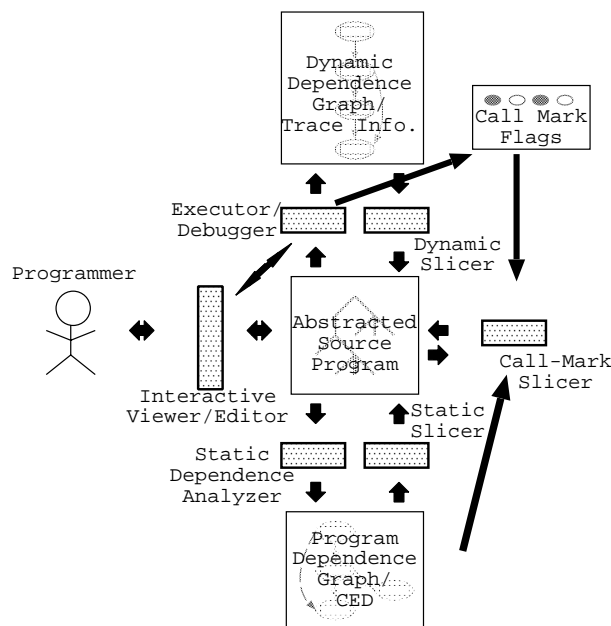 Dynamic
Dependence
Graph/
Trace Info.
Call Mark
Flags
Executor/
Debugger
Dynamic
Slicer
Programmer
Abstracted
Source
Program
Call-Mark
Slicer
Interactive
Viewer/Editor
Static
Slicer
Static
Dependence
Analyzer
Program
Dependence
Graph/
CED